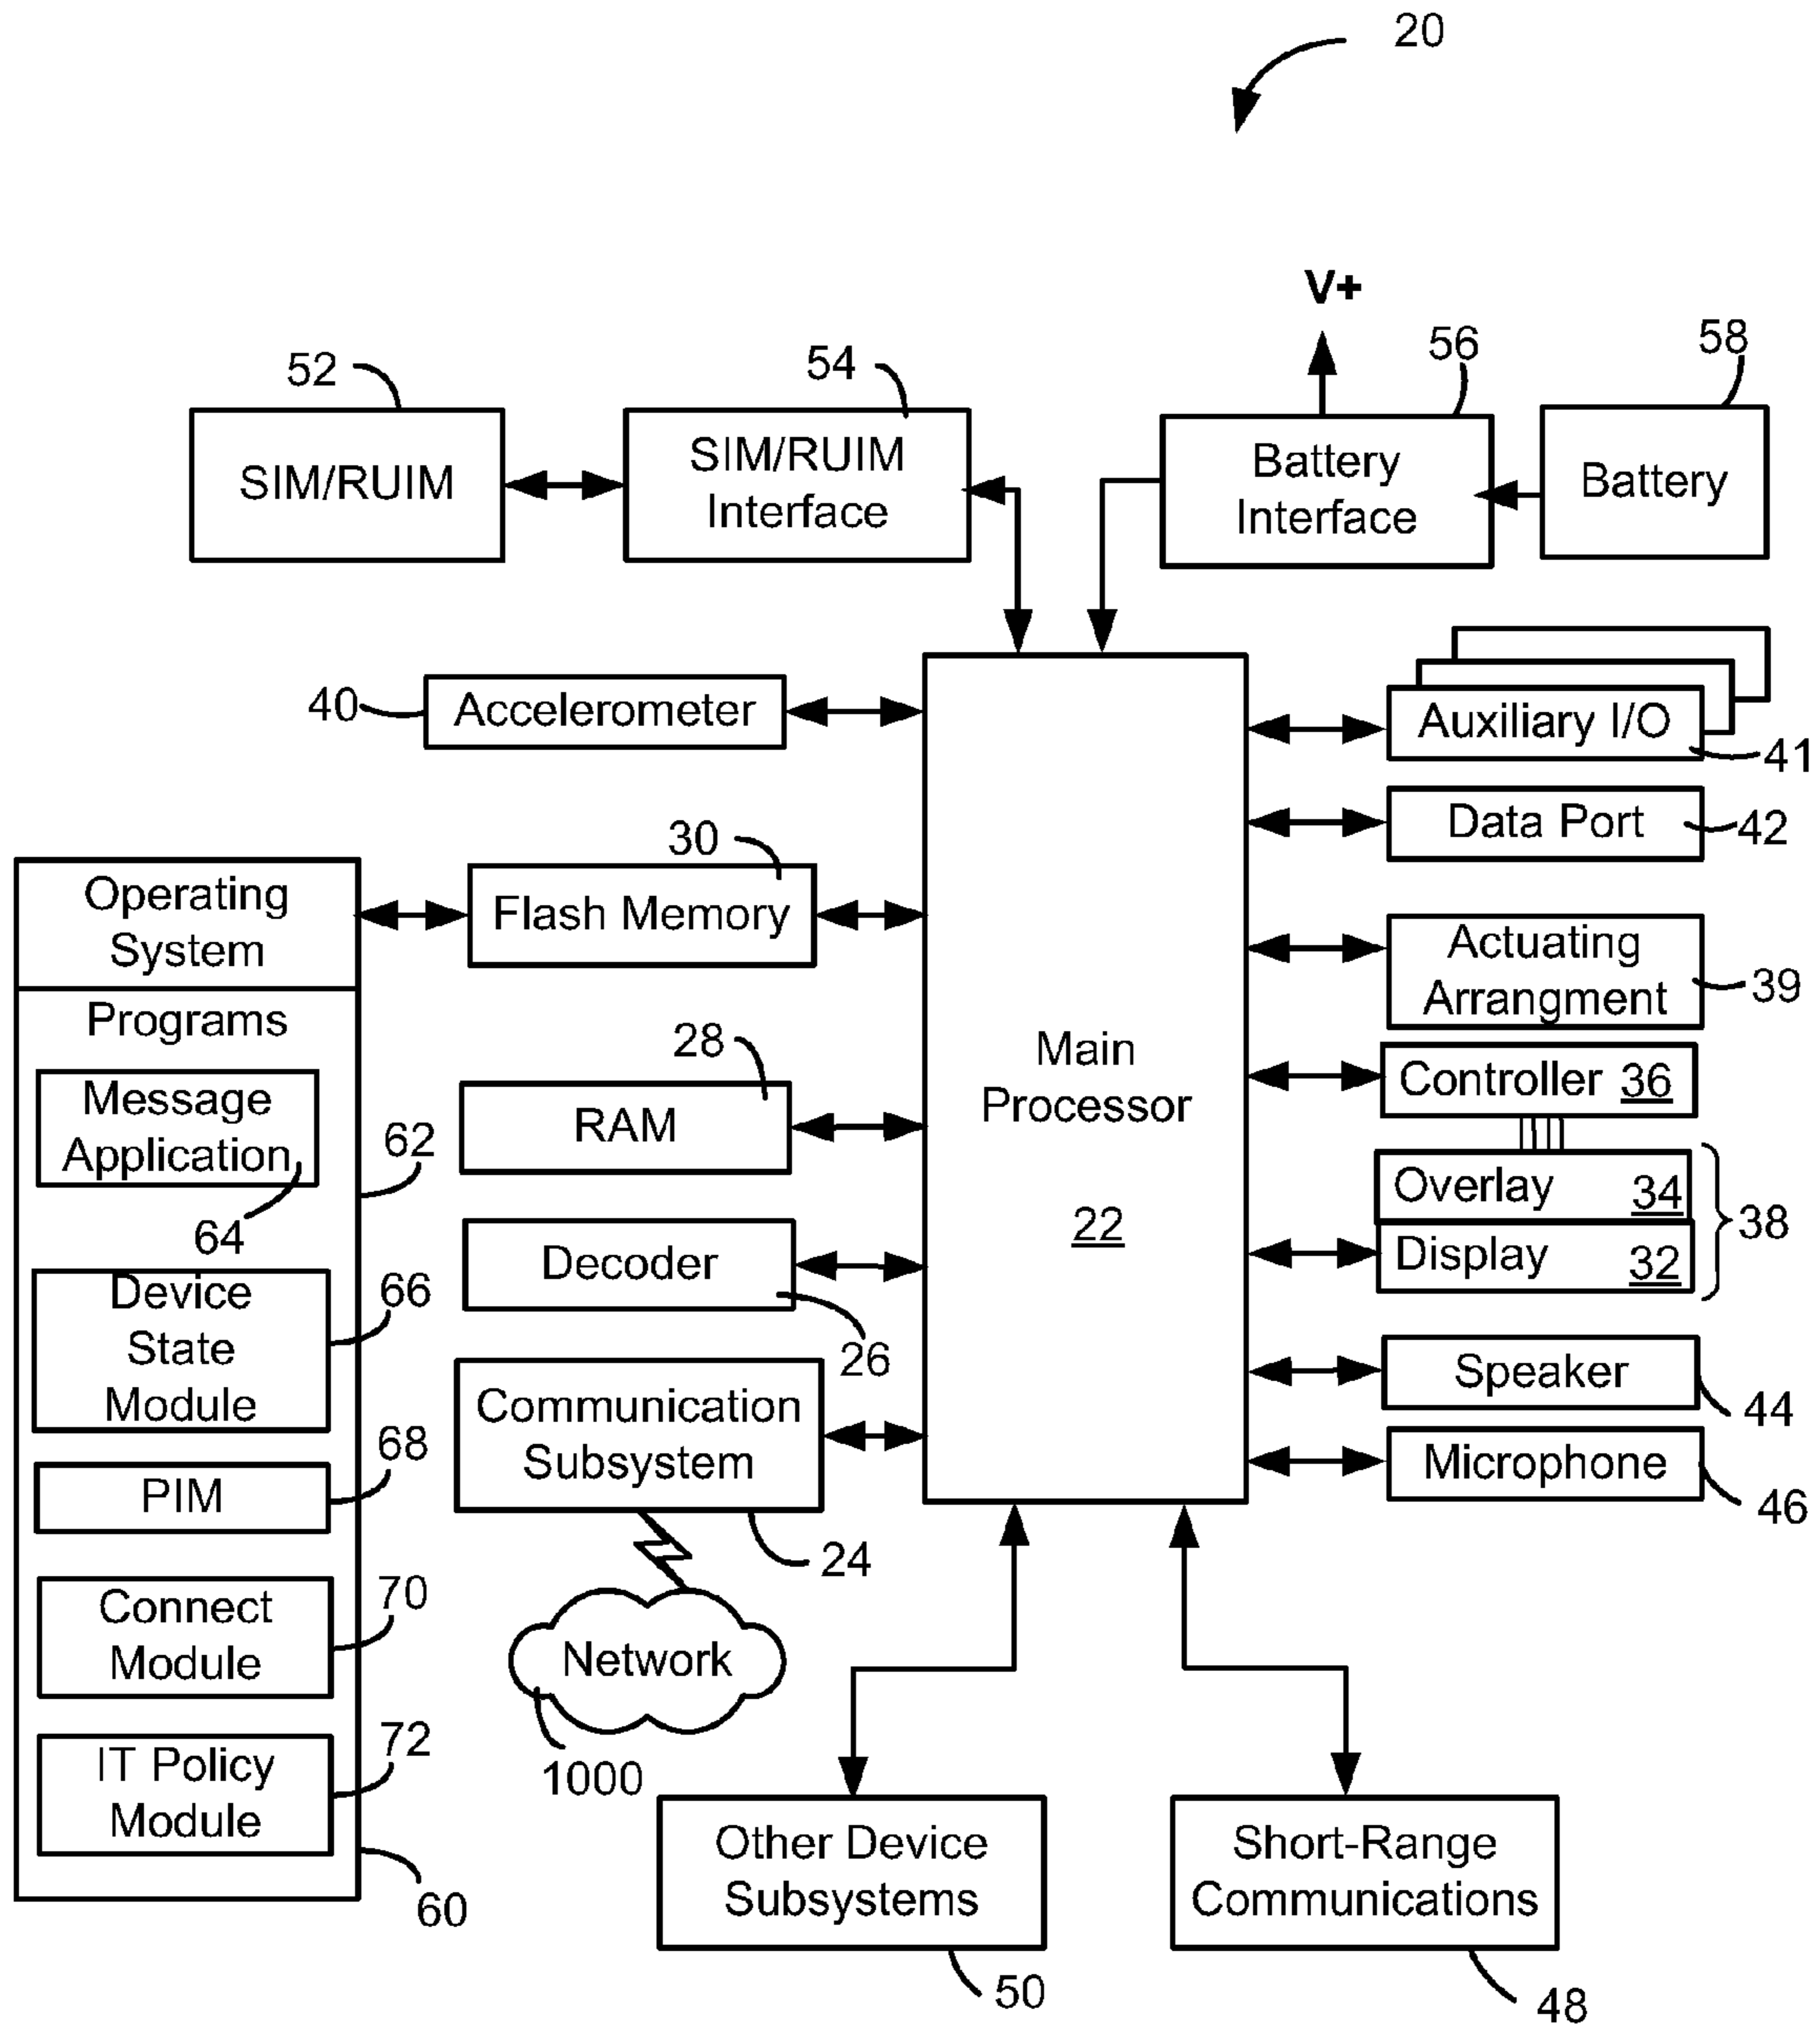 20
V+
52
54
56
58
SIM/RUIM
SIM/RUIM
Interface
Battery
Interface
Battery
40
Accelerometer
Auxiliary I/O
41
Data Port
42
30
Flash Memory
Operating
System
Actuating
Arrangment
39
Programs
Message
Application
64
62
28
RAM
Main
Processor
22
Controller 36
Overlay 34
Display 32
38
Decoder
26
Device
State
Module
66
Communication
Subsystem
24
Speaker
44
Microphone
46
PIM
68
Connect
Module
70
Network
1000
IT Policy
Module
72
60
Other Device
Subsystems
50
Short-Range
Communications
48